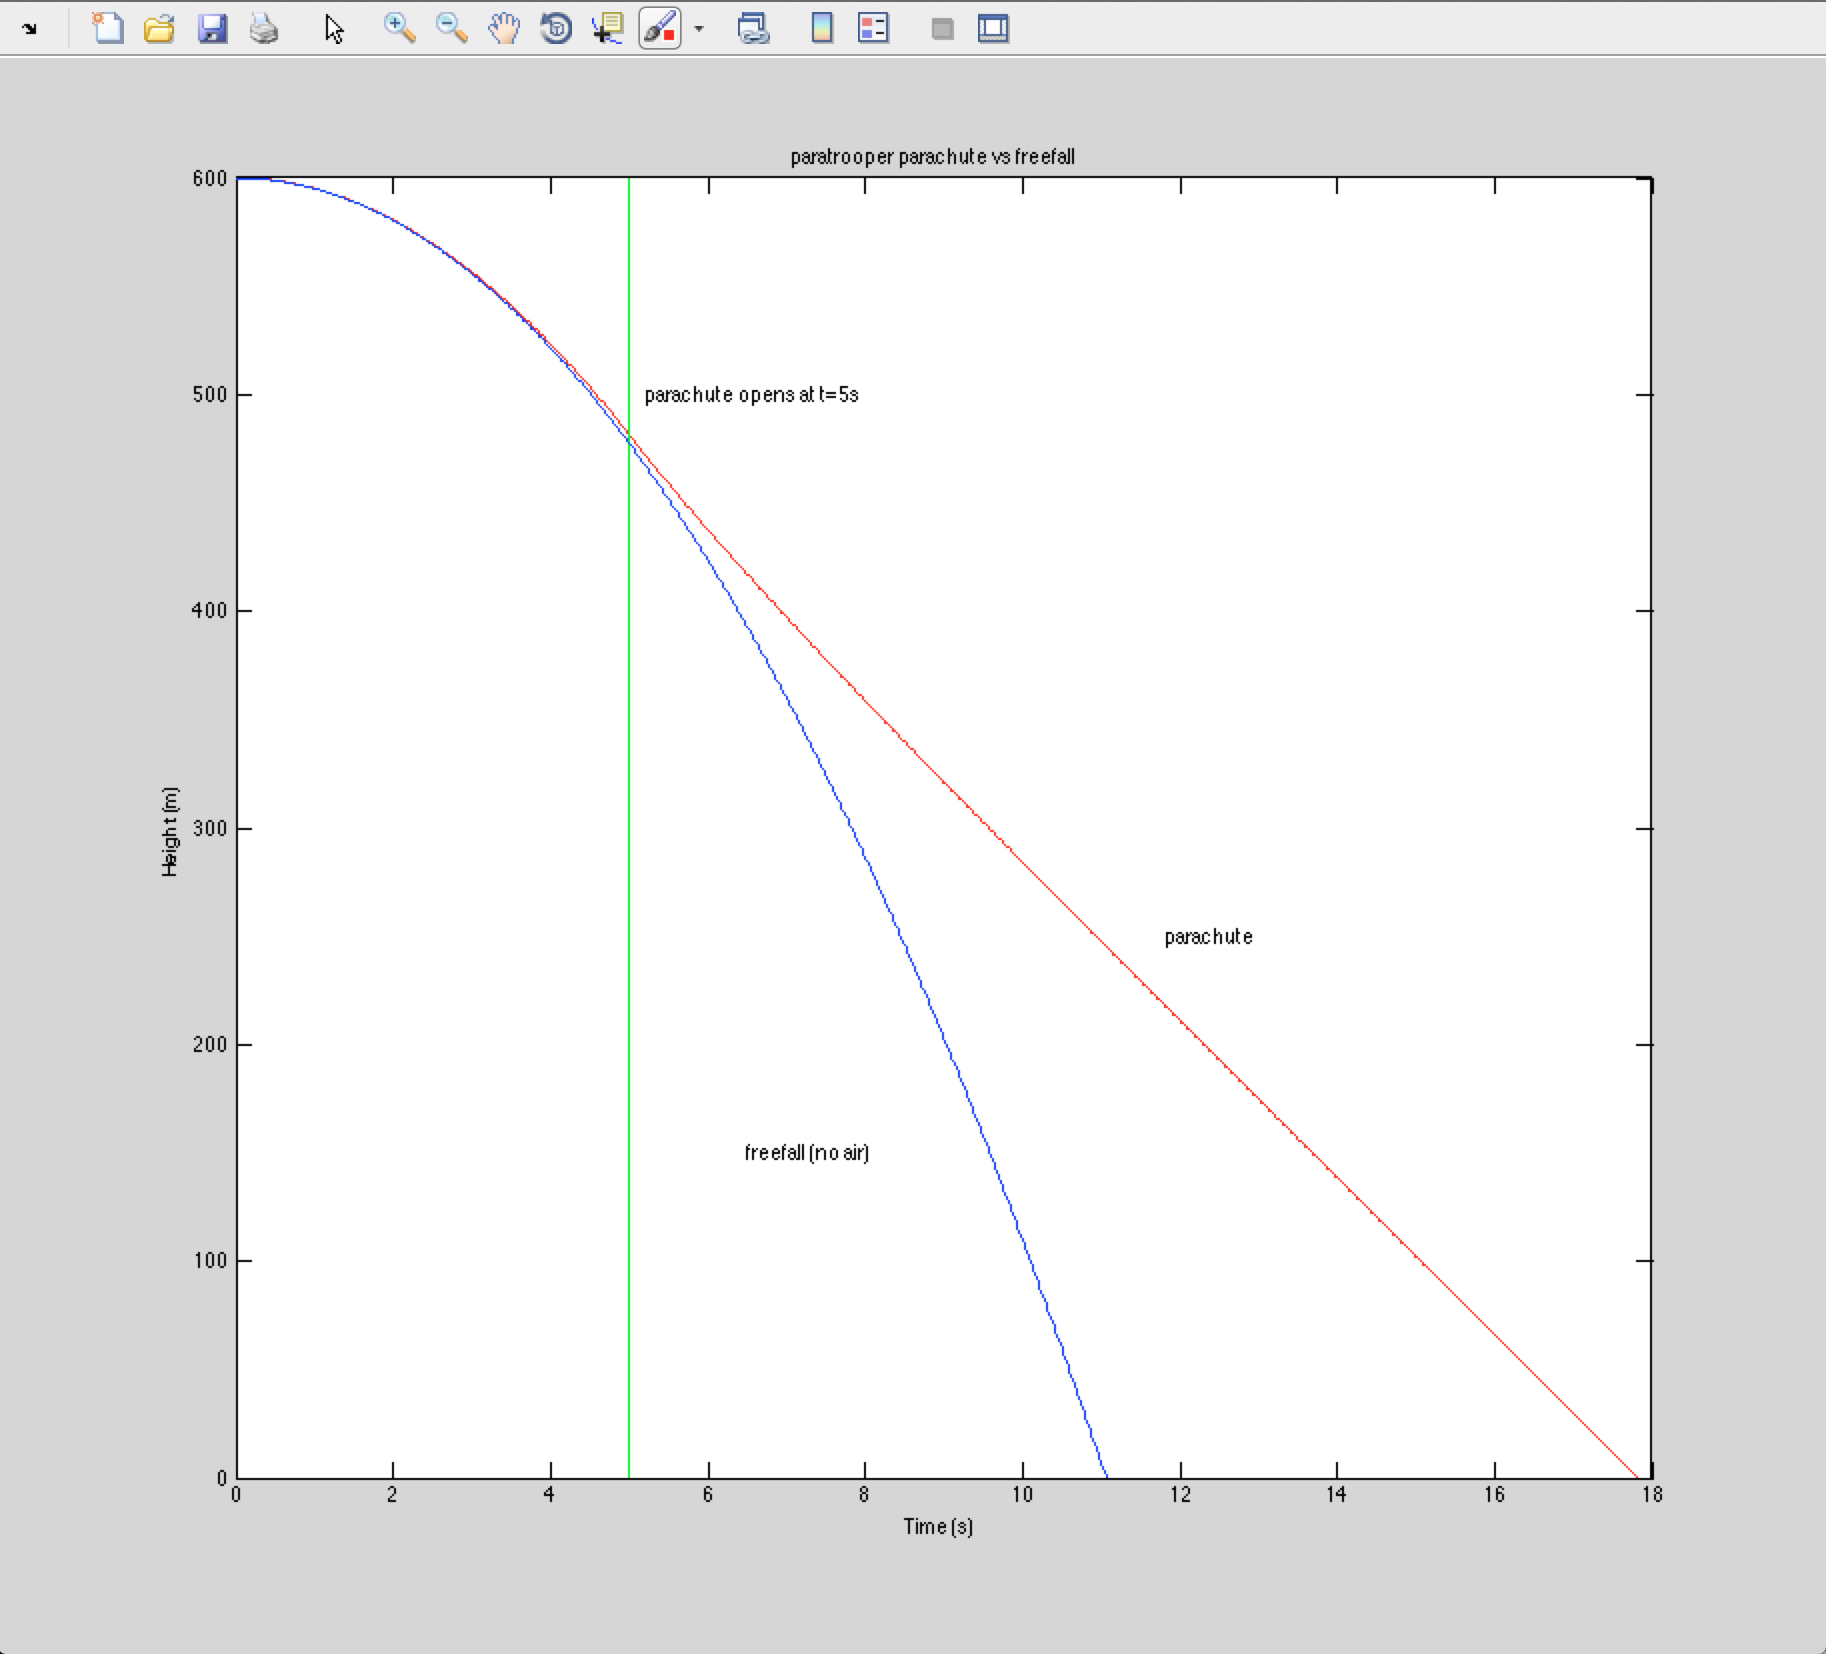 paratrooper parachute vs freefall
600
500
400
300
200
100
0
Height (m)
parachute opens at t=5s
parachute
freefall (no air)
0 2 4 6 8 10 12 14 16 18
Time (s)